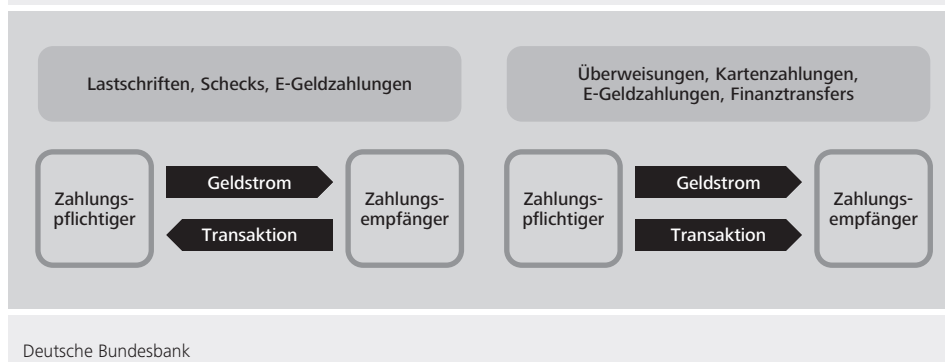 Lastschriften, Schecks, E-Geldzahlungen
Zahlungs-
pflichtiger
Geldstrom
Transaktion
Zahlungs-
empfänger
Überweisungen, Kartenzahlungen,
E-Geldzahlungen, Finanztransfers
Zahlungs-
pflichtiger
Geldstrom
Transaktion
Zahlungs-
empfänger
Deutsche Bundesbank